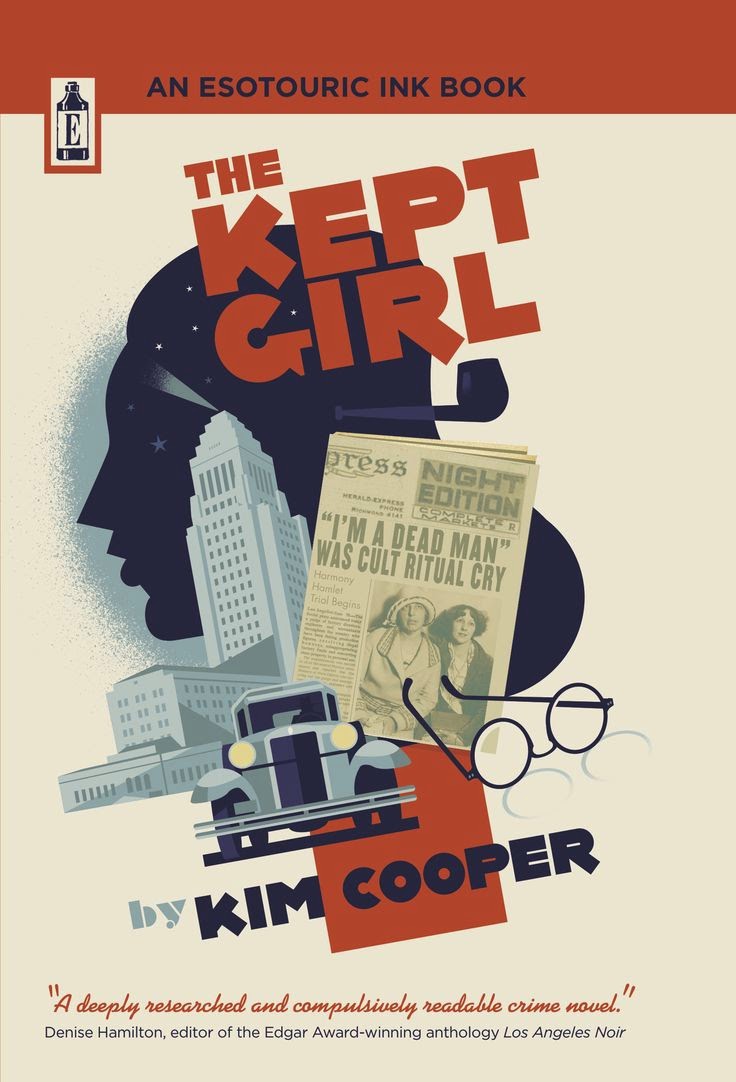 AN ESOTOURIC INK BOOK
E
THE
KEPT
GIRL
press
NIGHT
EDITION
HERALD-EXPRESS
PHONE
RICHMOND 4141
COMPLETE
MARKETS R
"I'M A DEAD MAN"
WAS CULT RITUAL CRY
Harmony
Hamlet
Trial Begins
by KIM COOPER
"A deeply researched and compulsively readable crime novel."
Denise Hamilton, editor of the Edgar Award-winning anthology Los Angeles Noir